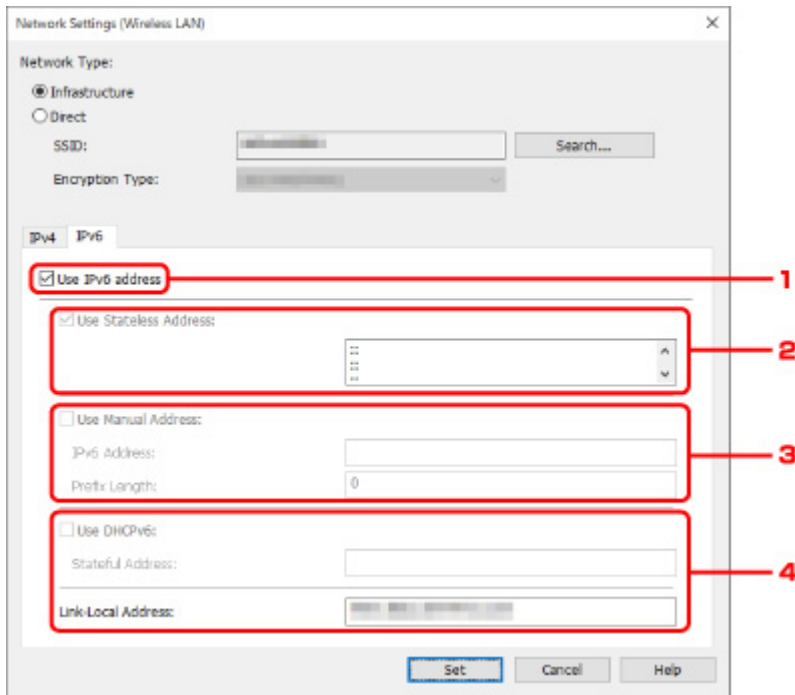 Network Settings (Wireless LAN)
Network Type:
Infrastructure
Direct
SSID:
Search...
Encryption Type:
IPv4 IPv6
Use IPv6 address
1
Use Stateless Address:
::
::
::
2
Use Manual Address:
IPv6 Address:
3
Prefix Length:
0
Use DHCPv6:
Stateful Address:
4
Link-Local Address:
Set Cancel Help